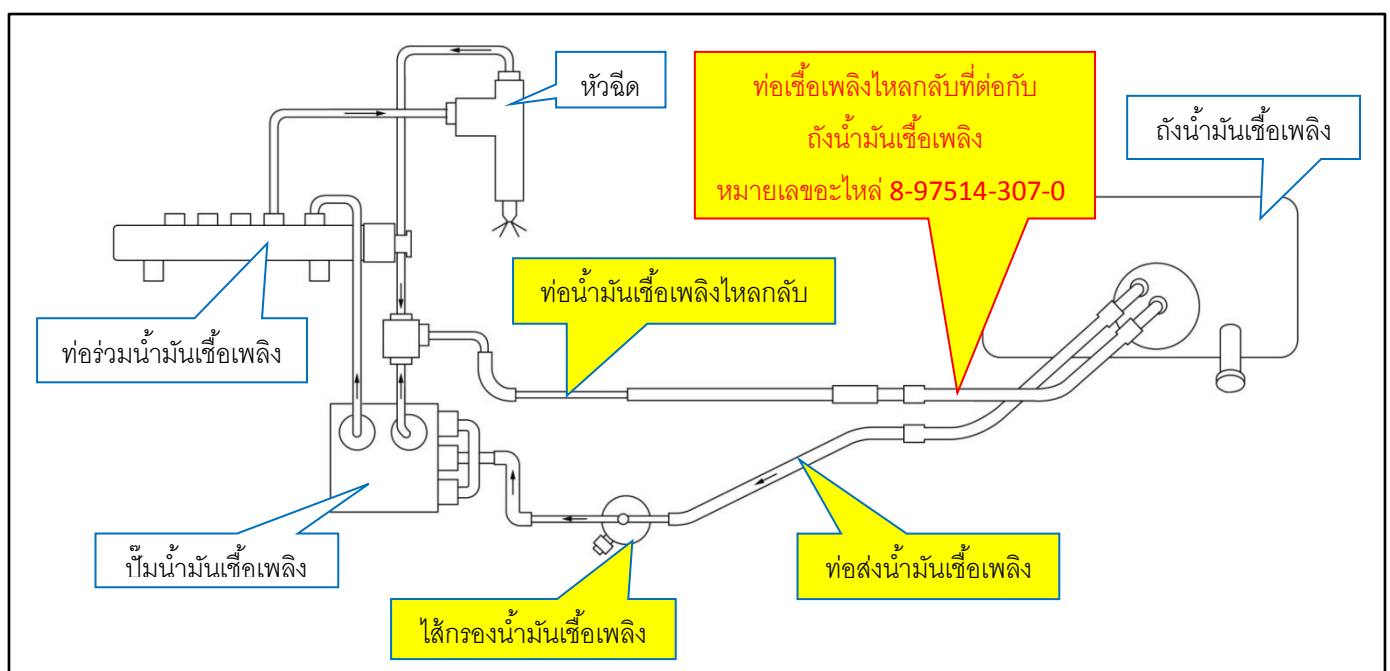 หัวฉีด
ท่อเชื้อเพลิงไหลกลับที่ต่อกับ
ถังน้ำมันเชื้อเพลิง
หมายเลขอะไหล่ 8-97514-307-0
ถังน้ำมันเชื้อเพลิง
ท่อน้ำมันเชื้อเพลิงไหลกลับ
ท่อร่วมน้ำมันเชื้อเพลิง
ปั๊มน้ำมันเชื้อเพลิง
ท่อส่งน้ำมันเชื้อเพลิง
ไส้กรองน้ำมันเชื้อเพลิง